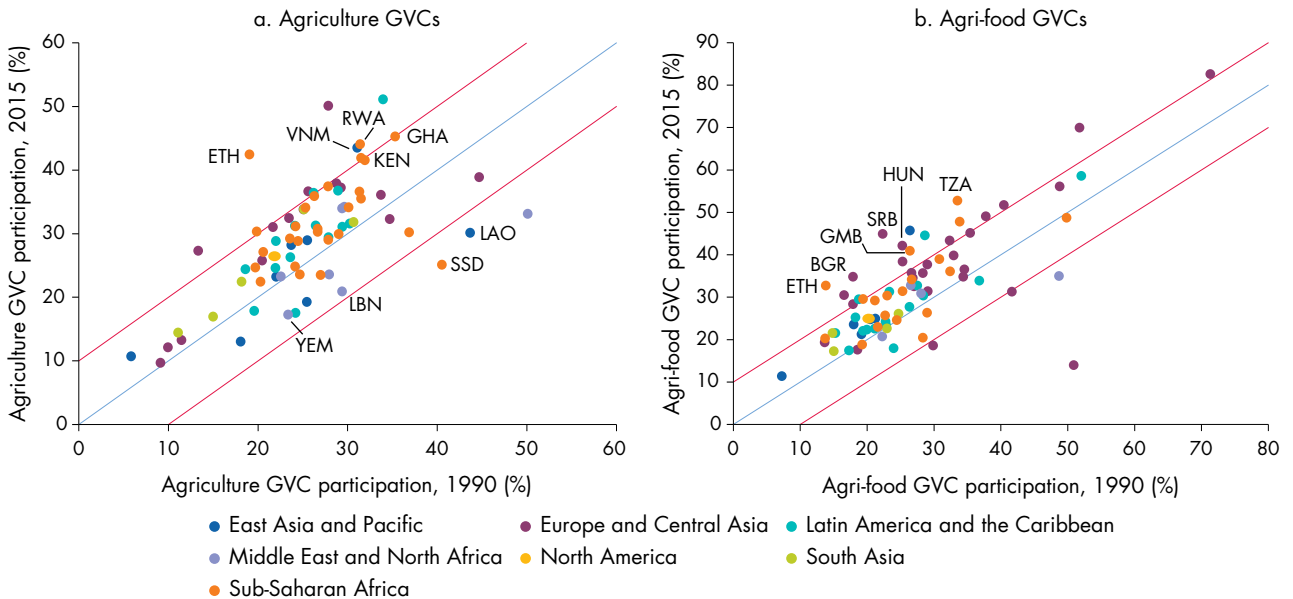 a. Agriculture GVCs
Agriculture GVC participation, 2015 (%)
60
50
40
30
20
10
0
ETH
VNM
RWA
GHA
KEN
LAO
SSD
LBN
YEM
0 10 20 30 40 50 60
Agriculture GVC participation, 1990 (%)
b. Agri-food GVCs
Agri-food GVC participation, 2015 (%)
90
80
70
60
50
40
30
20
10
0
HUN
TZA
SRB
GMB
BGR
ETH
0 10 20 30 40 50 60 70 80
Agri-food GVC participation, 1990 (%)
East Asia and Pacific
Europe and Central Asia
Latin America and the Caribbean
Middle East and North Africa
North America
South Asia
Sub-Saharan Africa